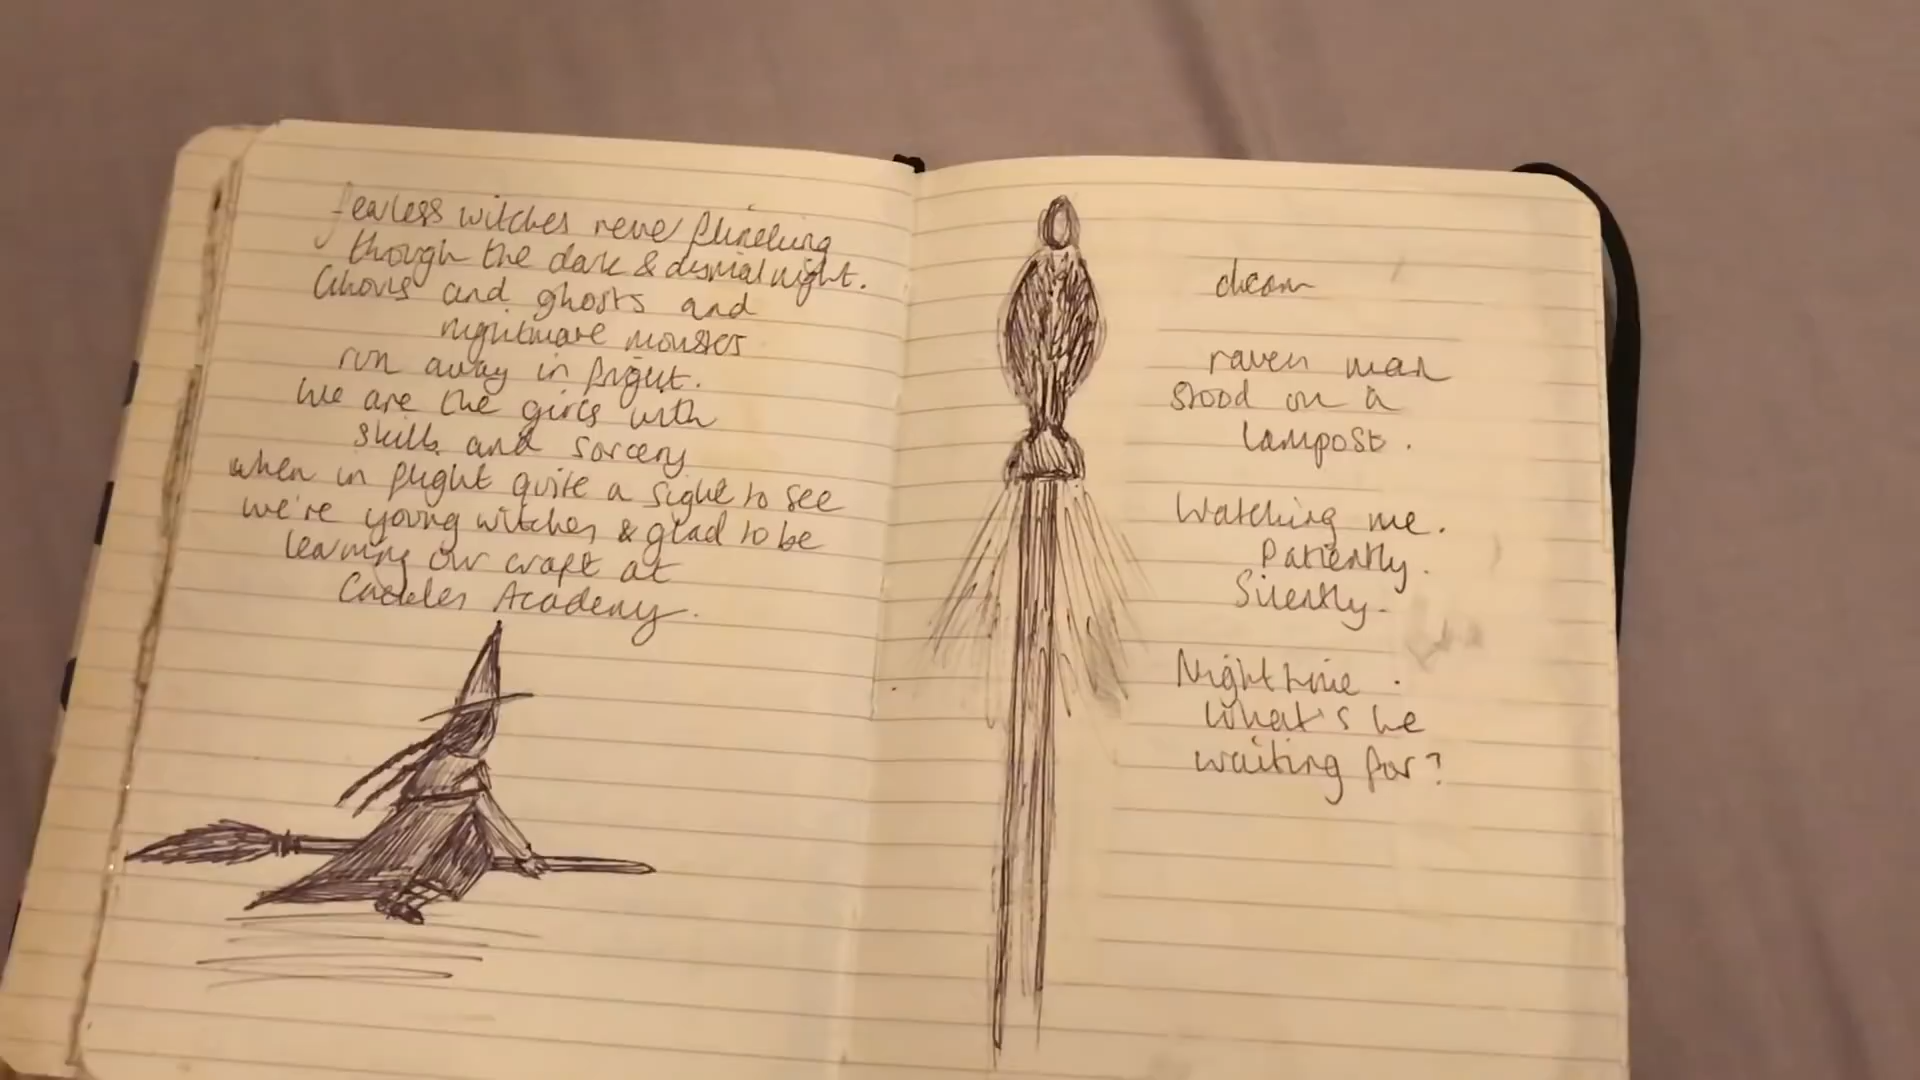 fearless witches never flinching
through the dark & dismal night.
Ghouls and ghosts and
nightmare monsters
run away in fright.
We are the girls with
skills and sorcery
when in flight quite a sight to see
we're young witches & glad to be
learning our craft at
Cackles Academy.
dream
raven man
stood on a
lampost.
Watching me.
Patiently.
Silently.
Nighttime.
What's he
waiting for?